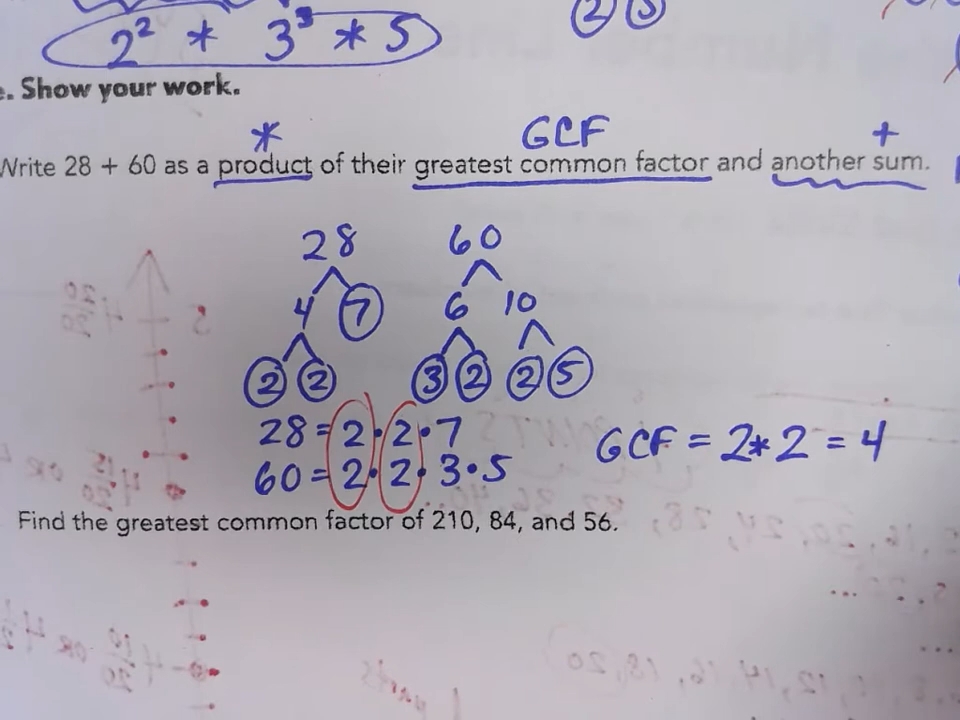 2² * 3³ * 5
2 3
e. Show your work.
* GCF +
Write 28 + 60 as a product of their greatest common factor and another sum.
28 60
4 7 6 10
2 2 3 2 2 5
28 = 2 • 2 • 7
60 = 2 • 2 • 3 • 5
GCF = 2 * 2 = 4
Find the greatest common factor of 210, 84, and 56.